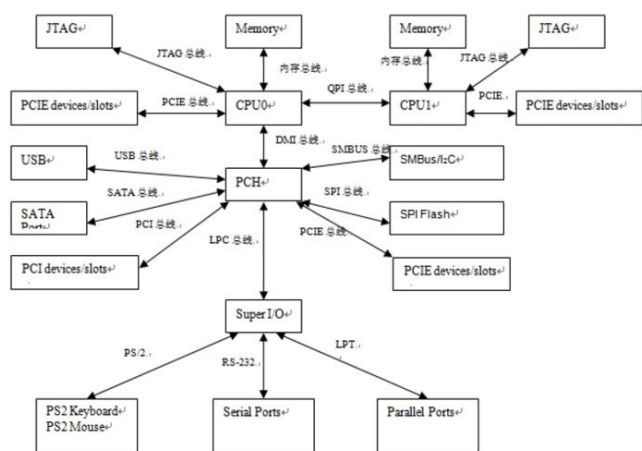 JTAG
Memory
Memory
JTAG
JTAG 总线
内存总线
内存总线
JTAG 总线
PCIE devices/slots
PCIE 总线
CPU0
QPI 总线
CPU1
PCIE
PCIE devices/slots
DMI 总线
SMBUS 总线
USB
USB 总线
PCH
SMBus/I2C
SATA 总线
SPI 总线
SATA
Port
PCI 总线
LPC 总线
PCIE 总线
SPI Flash
PCI devices/slots
PCIE devices/slots
Super I/O
PS/2
RS-232
LPT
PS2 Keyboard
PS2 Mouse
Serial Ports
Parallel Ports